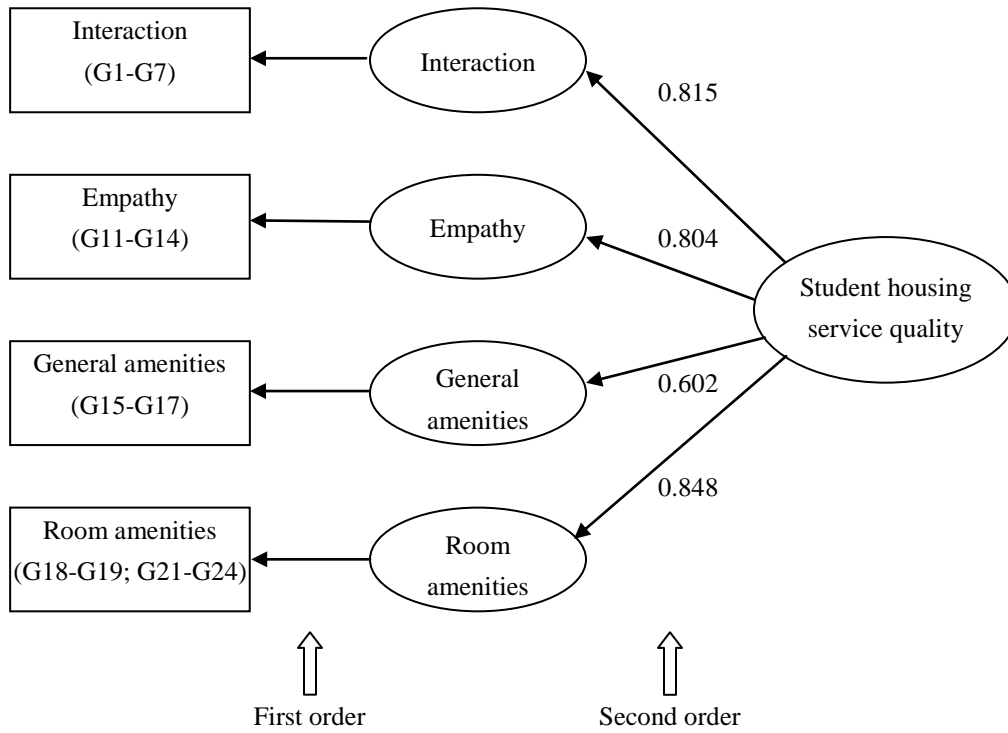 Interaction
(G1-G7)
Interaction
0.815
Empathy
(G11-G14)
Empathy
0.804
Student housing
service quality
General amenities
(G15-G17)
General
amenities
0.602
0.848
Room amenities
(G18-G19; G21-G24)
Room
amenities
First order
Second order